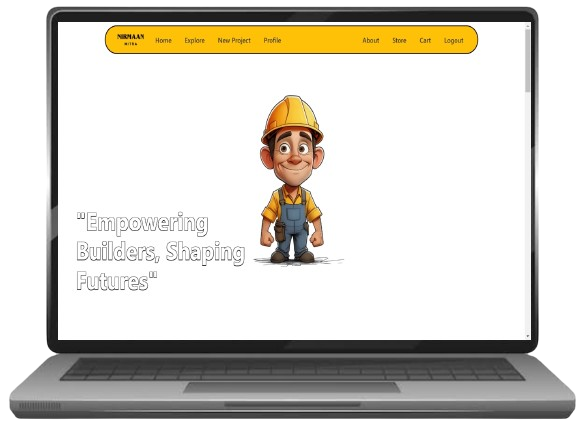 NIRMAAN
MITRA
Home Explore New Project Profile About Store Cart Logout
"Empowering
Builders, Shaping
Futures"